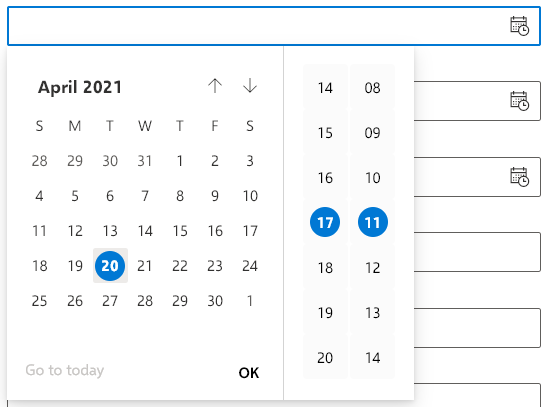 April 2021
S M T W T F S
28 29 30 31 1 2 3
4 5 6 7 8 9 10
11 12 13 14 15 16 17
18 19 20 21 22 23 24
25 26 27 28 29 30 1
Go to today OK
14 08
15 09
16 10
17 11
18 12
19 13
20 14